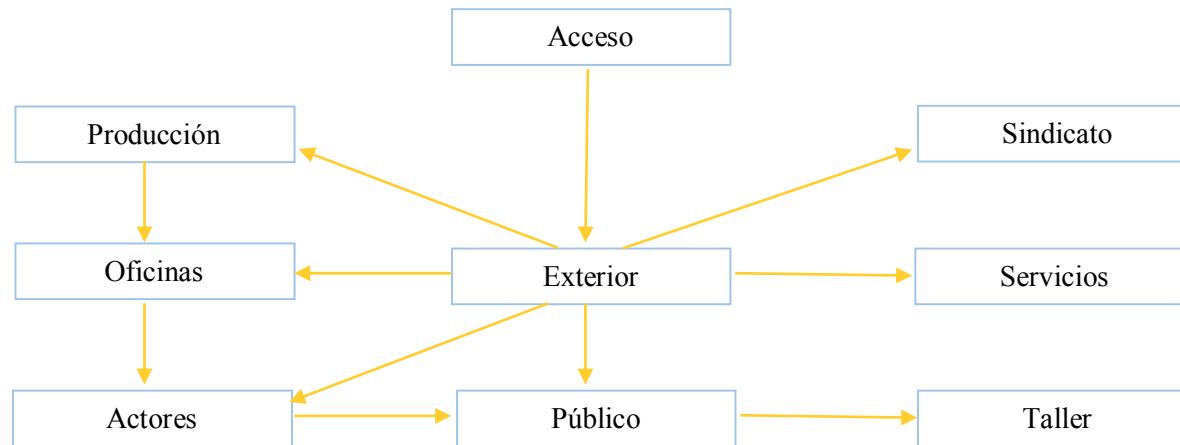 Acceso
Producción
Sindicato
Oficinas
Exterior
Servicios
Actores
Público
Taller